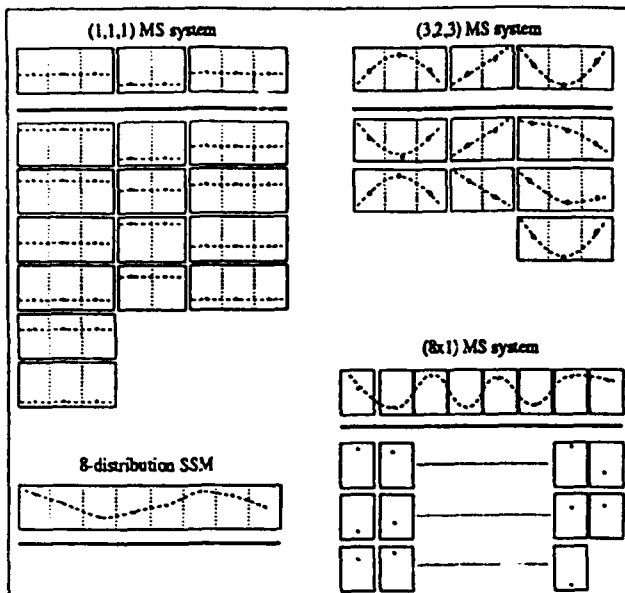 (1,1,1) MS system
(3,2,3) MS system
(8x1) MS system
8-distribution SSM